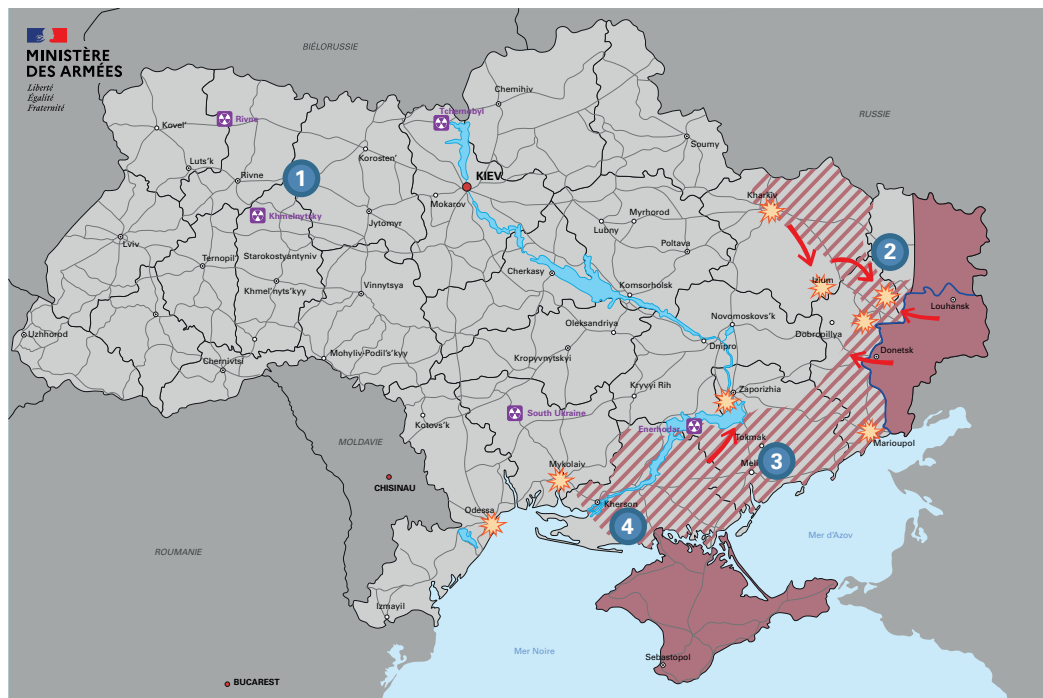 MINISTÈRE
DES ARMÉES
Liberté
Égalité
Fraternité
BIÉLORUSSIE
RUSSIE
Chernihiv
Tchernobyl
Rivne
Kovel'
Soumy
Korosten'
Luts'k
Rivne
1
KIEV
Kharkiv
Mokarov
Khmelnytsky
Jytomyr
Myrhorod
Lubny
Lviv
Poltava
2
Ternopil'
Starokostyantyniv
Cherkasy
Izium
Khmel'nyts'kyy
Vinnytsya
Komsorholsk
Louhansk
Novomoskovs'k
Oleksandriya
Uzhhorod
Dobropillya
Dnipro
Chernivtsi
Mohyliv-Podil's'kyy
Kropyvnytskyi
Donetsk
Kryvyi Rih
Zaporizhia
South Ukraine
Kotovs'k
Enerhodar
Tokmak
Marioupol
MOLDAVIE
Mykolaiv
Meli
3
CHISINAU
Kherson
Odessa
4
Mer d'Azov
ROUMANIE
Izmayil
Mer Noire
Sebastopol
BUCAREST